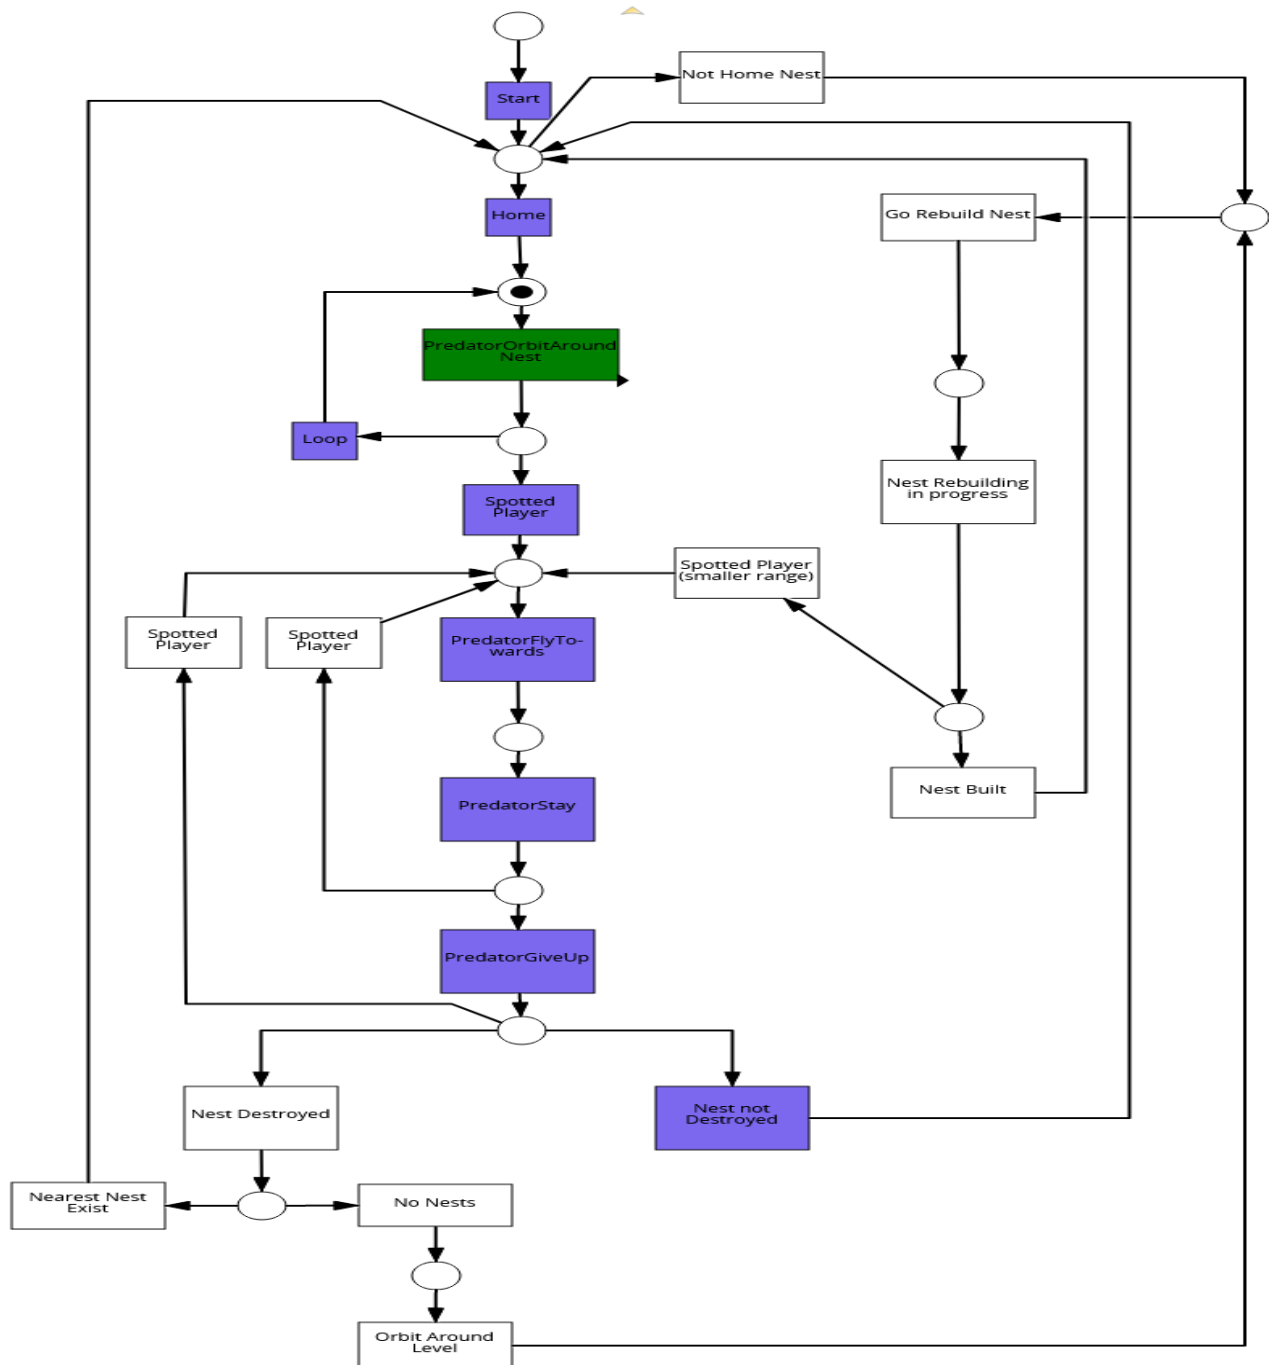 Not Home Nest
Start
Go Rebuild Nest
Home
PredatorOrbitAround
Nest
Loop
Nest Rebuilding
in progress
Spotted
Player
Spotted Player
(smaller range)
Spotted
Player
Spotted
Player
PredatorFlyTo-
wards
Nest Built
PredatorStay
PredatorGiveUp
Nest Destroyed
Nest not
Destroyed
Nearest Nest
Exist
No Nests
Orbit Around
Level